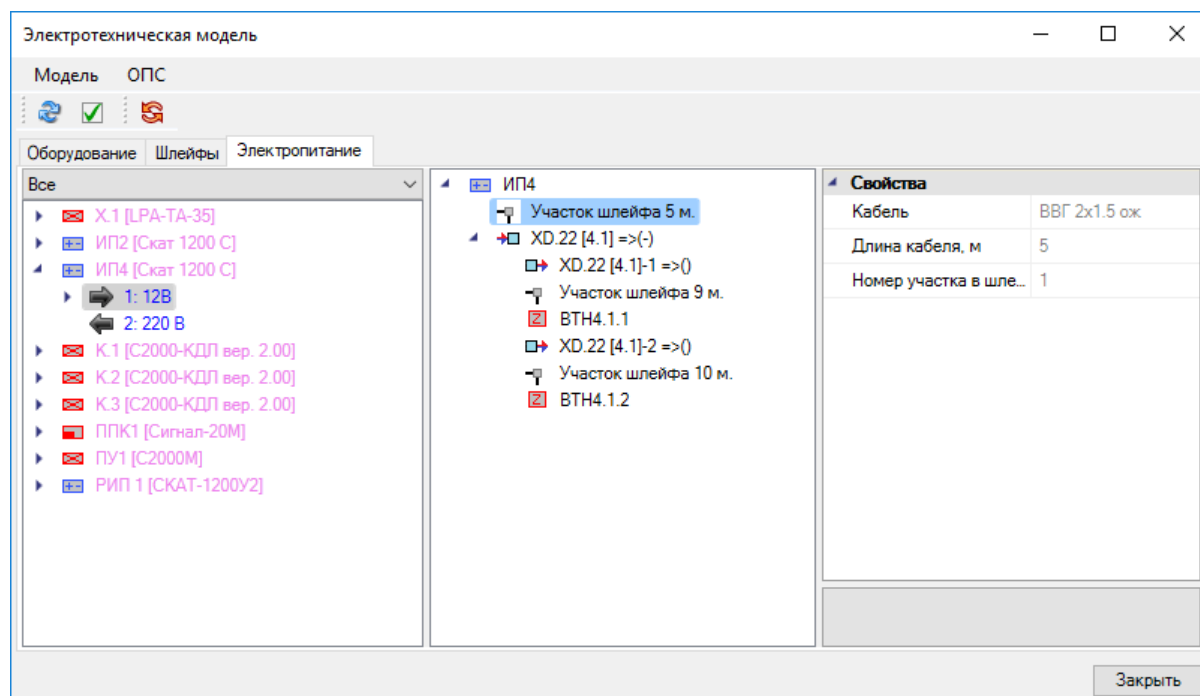 Электротехническая модель
Модель ОПС
Оборудование Шлейфы Электропитание
Все
X.1 [LPA-TA-35]
ИП2 [Скат 1200 С]
ИП4 [Скат 1200 С]
1: 12В
2: 220 В
К.1 [С2000-КДЛ вер. 2.00]
К.2 [С2000-КДЛ вер. 2.00]
К.3 [С2000-КДЛ вер. 2.00]
ППК1 [Сигнал-20М]
ПУ1 [С2000М]
РИП 1 [СКАТ-1200У2]
ИП4
Участок шлейфа 5 м.
XD.22 [4.1] =>(-)
XD.22 [4.1]-1 =>()
Участок шлейфа 9 м.
BTH4.1.1
XD.22 [4.1]-2 =>()
Участок шлейфа 10 м.
BTH4.1.2
Свойства
Кабель ВВГ 2x1.5 ож
Длина кабеля, м 5
Номер участка в шле... 1
Закрыть